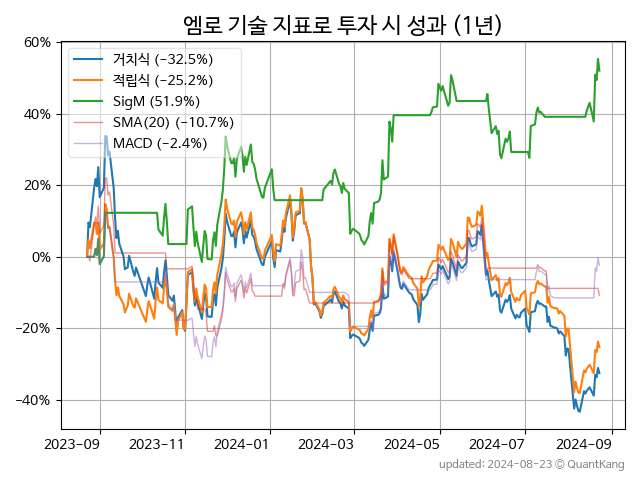 엠로 기술 지표로 투자 시 성과 (1년)
60%
40%
20%
0%
−20%
−40%
거치식 (−32.5%)
적립식 (−25.2%)
SigM (51.9%)
SMA(20) (−10.7%)
MACD (−2.4%)
2023-09 2023-11 2024-01 2024-03 2024-05 2024-07 2024-09
updated: 2024-08-23 © QuantKang